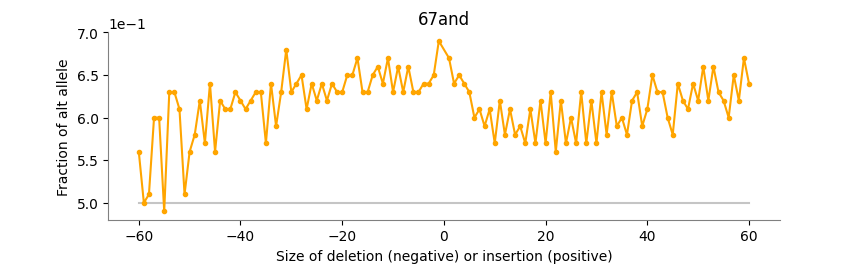 67and
1e−1
7.0
6.5
6.0
5.5
5.0
Fraction of alt allele
−60 −40 −20 0 20 40 60
Size of deletion (negative) or insertion (positive)